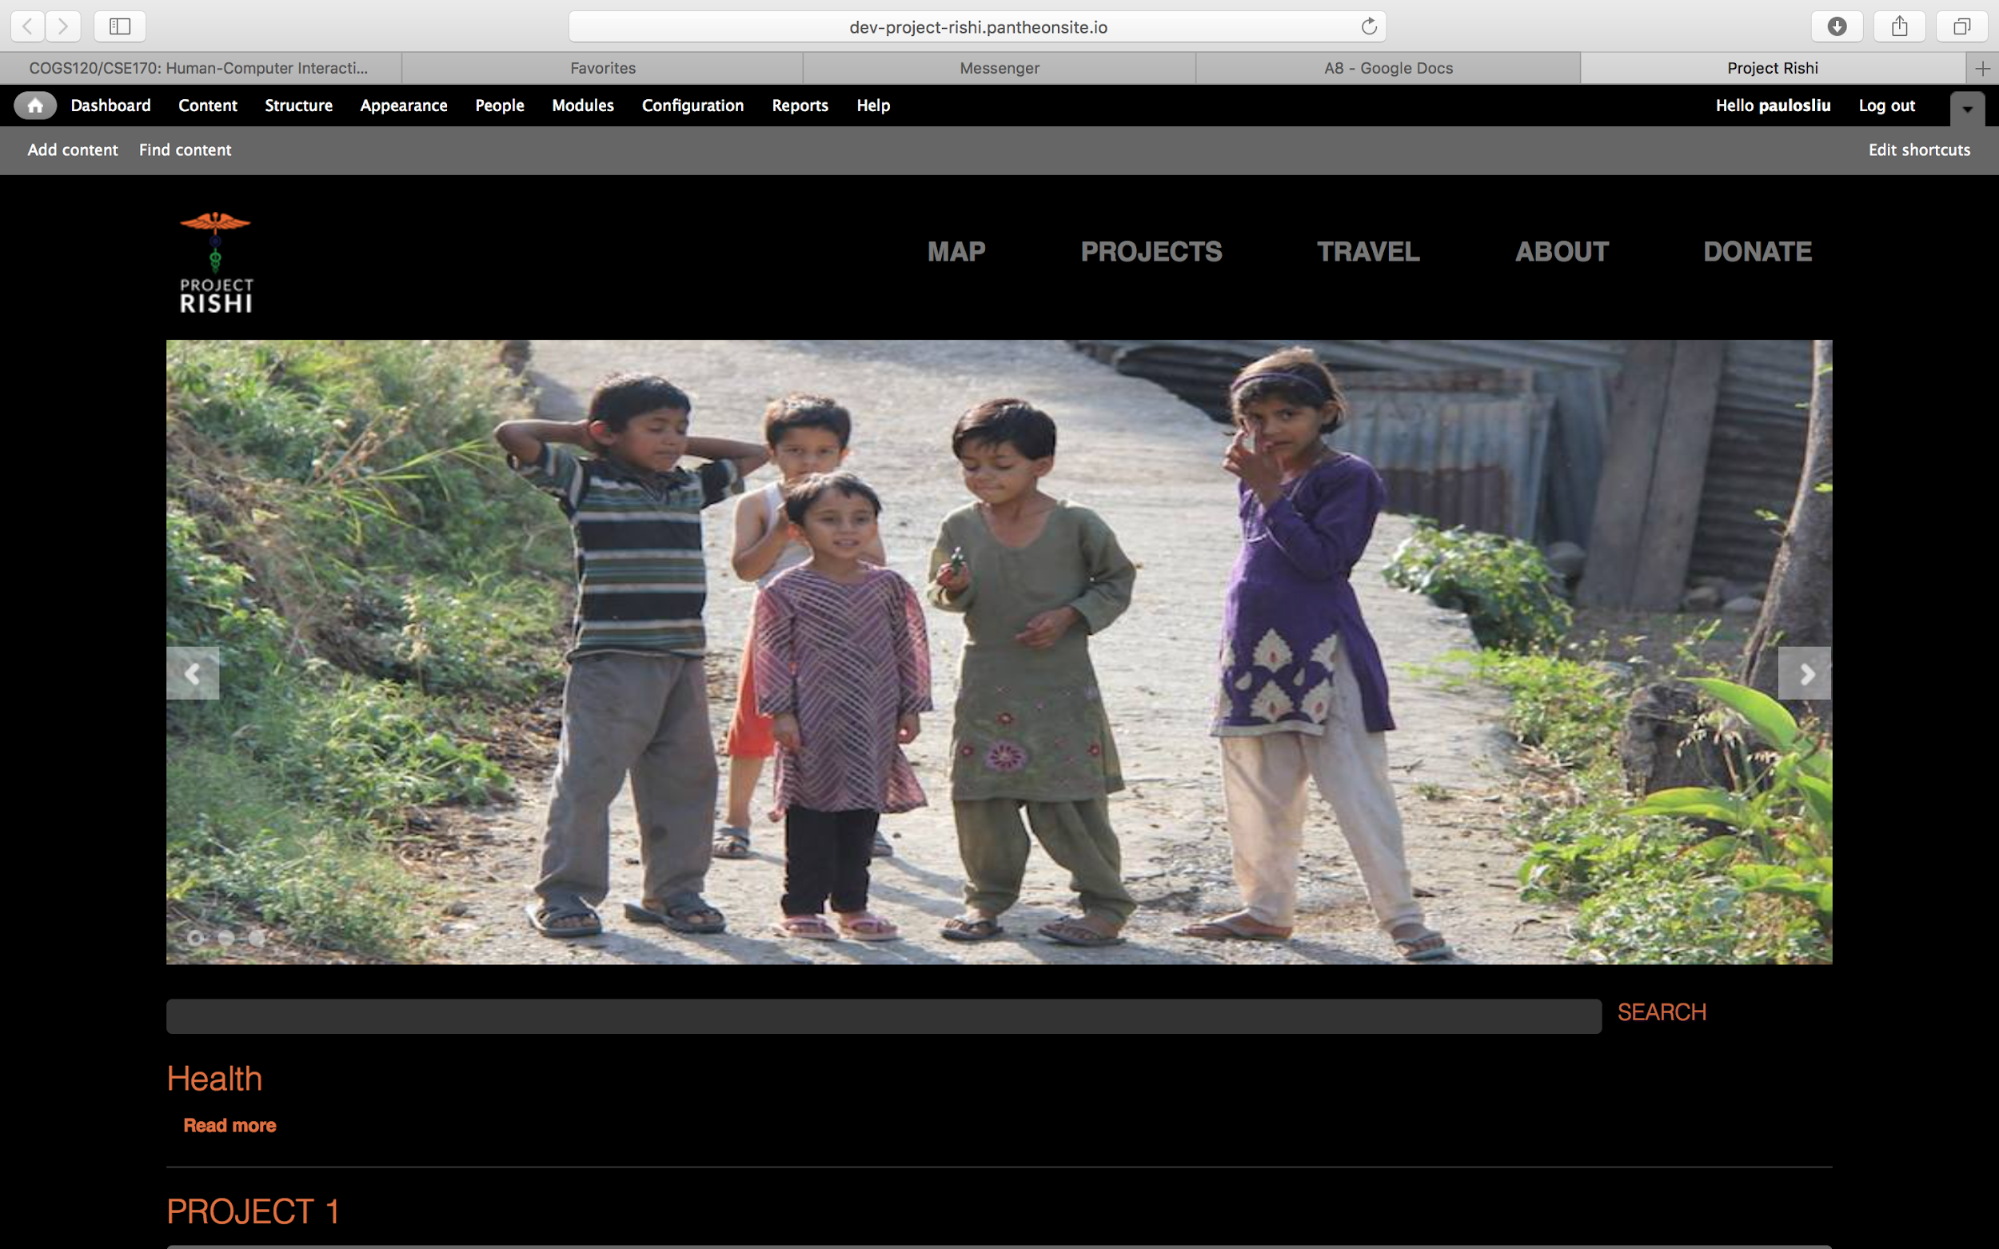 dev-project-rishi.pantheonsite.io
COGS120/CSE170: Human-Computer Interacti... Favorites Messenger A8 - Google Docs Project Rishi
Dashboard Content Structure Appearance People Modules Configuration Reports Help Hello paulosliu Log out
Add content Find content Edit shortcuts
PROJECT
RISHI
MAP PROJECTS TRAVEL ABOUT DONATE
SEARCH
Health
Read more
PROJECT 1